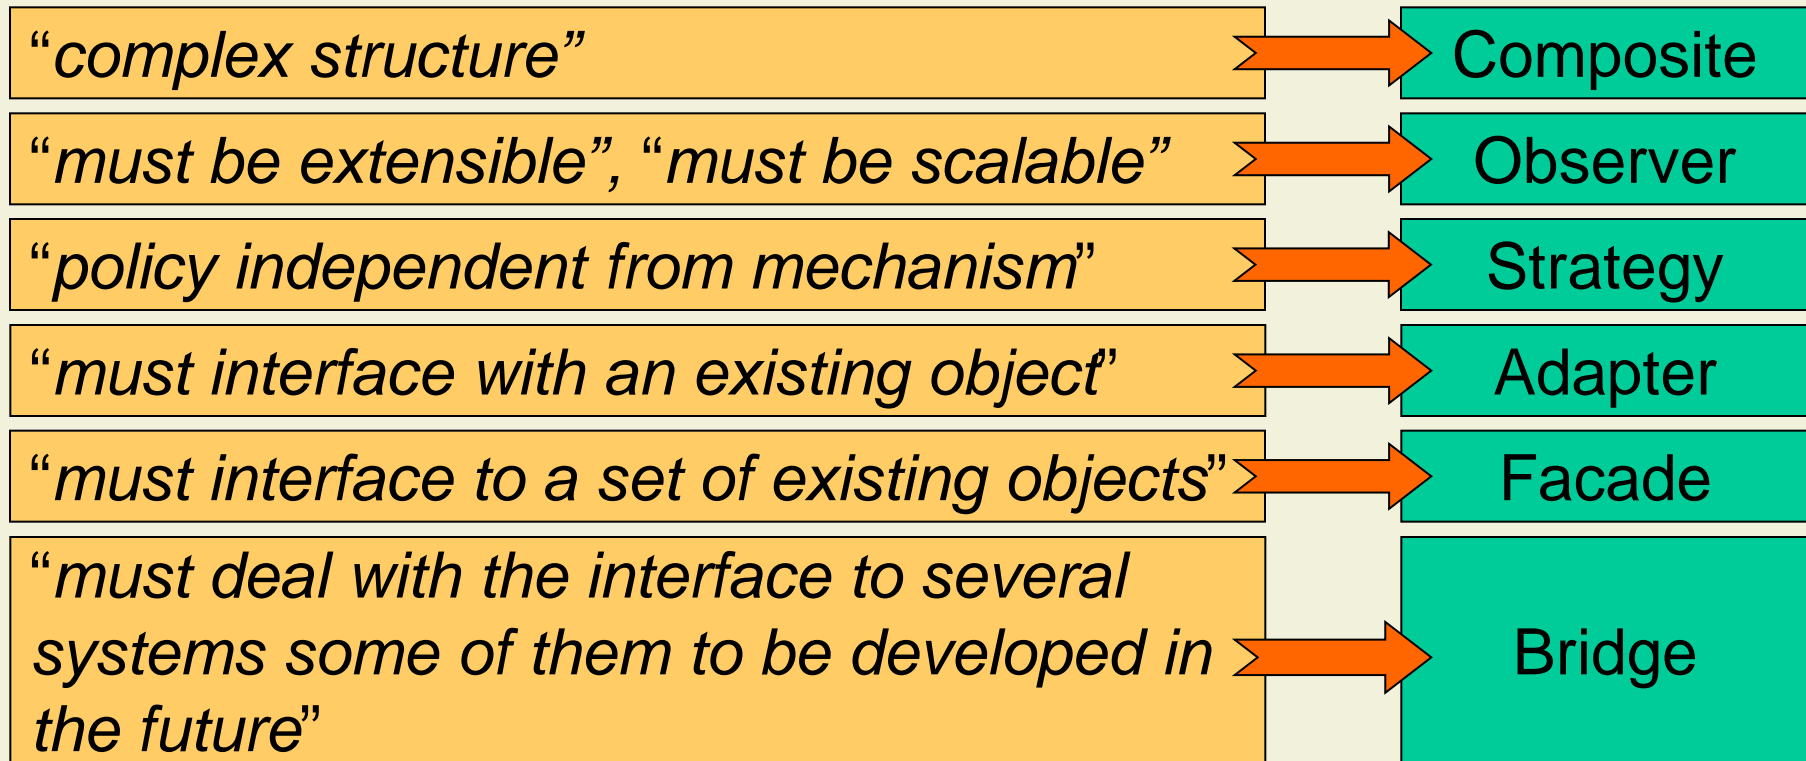 “complex structure” Composite
“must be extensible”, “must be scalable” Observer
“policy independent from mechanism” Strategy
“must interface with an existing object” Adapter
“must interface to a set of existing objects” Facade
“must deal with the interface to several
systems some of them to be developed in
the future”
Bridge